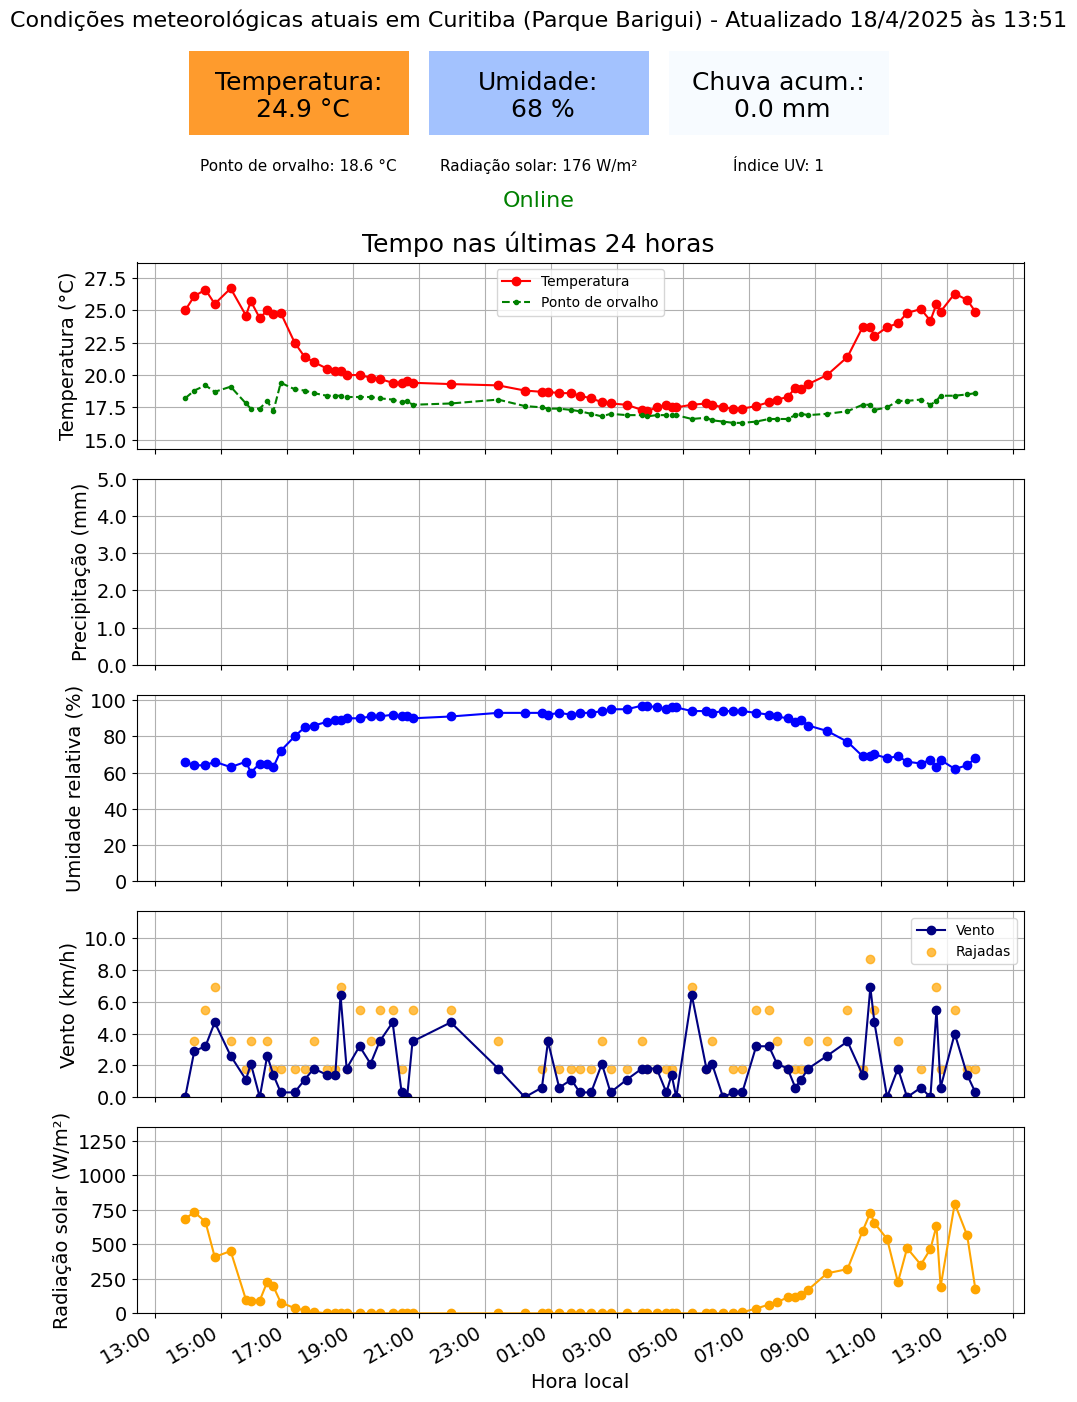 Condições meteorológicas atuais em Curitiba (Parque Barigui) - Atualizado 18/4/2025 às 13:51
Temperatura:
24.9 °C
Umidade:
68 %
Chuva acum.:
0.0 mm
Ponto de orvalho: 18.6 °C
Radiação solar: 176 W/m²
Índice UV: 1
Online
Tempo nas últimas 24 horas
Temperatura (°C)
27.5
25.0
22.5
20.0
17.5
15.0
Temperatura
Ponto de orvalho
Precipitação (mm)
5.0
4.0
3.0
2.0
1.0
0.0
Umidade relativa (%)
100
80
60
40
20
0
Vento (km/h)
10.0
8.0
6.0
4.0
2.0
0.0
Vento
Rajadas
Radiação solar (W/m²)
1250
1000
750
500
250
0
13:00
15:00
17:00
19:00
21:00
23:00
01:00
03:00
05:00
07:00
09:00
11:00
13:00
15:00
Hora local